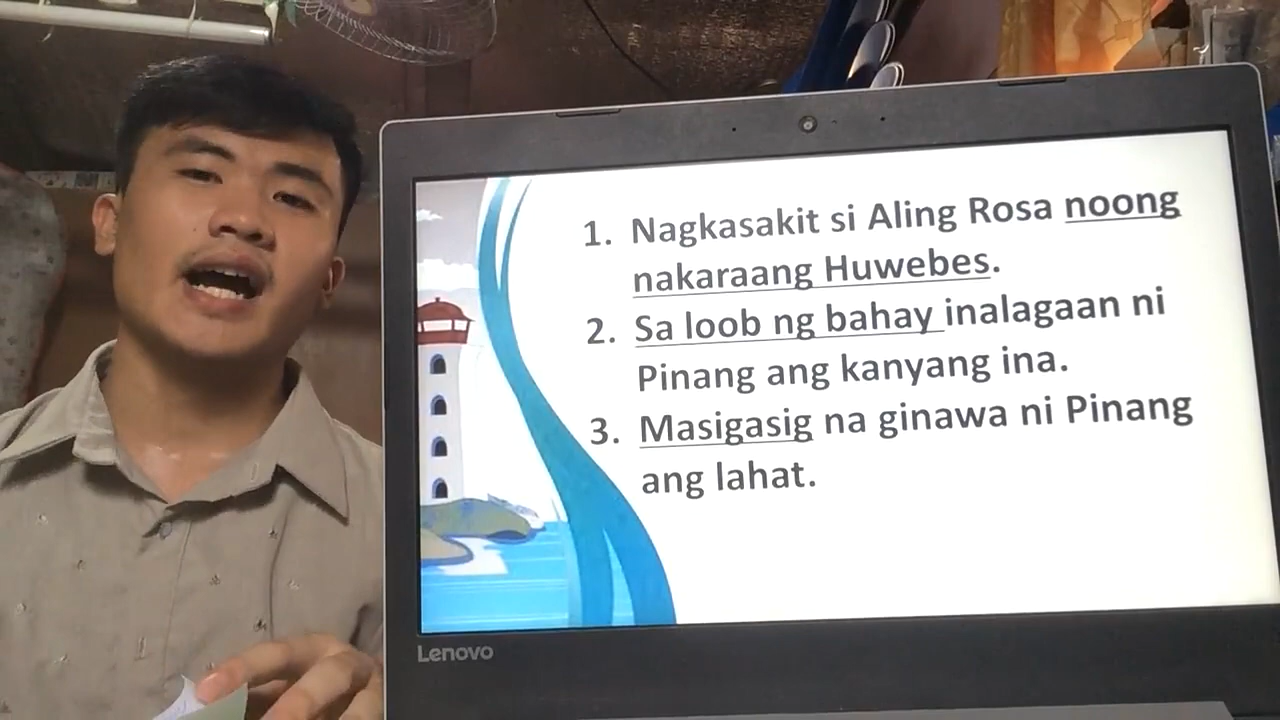 1. Nagkasakit si Aling Rosa noong
nakaraang Huwebes.
2. Sa loob ng bahay inalagaan ni
Pinang ang kanyang ina.
3. Masigasig na ginawa ni Pinang
ang lahat.
Lenovo